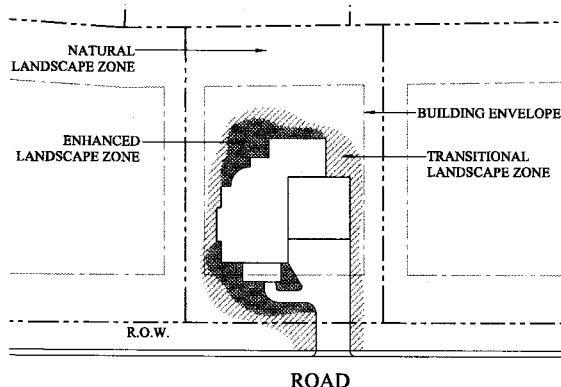 NATURAL
LANDSCAPE ZONE
BUILDING ENVELOPE
ENHANCED
LANDSCAPE ZONE
TRANSITIONAL
LANDSCAPE ZONE
R.O.W.
ROAD